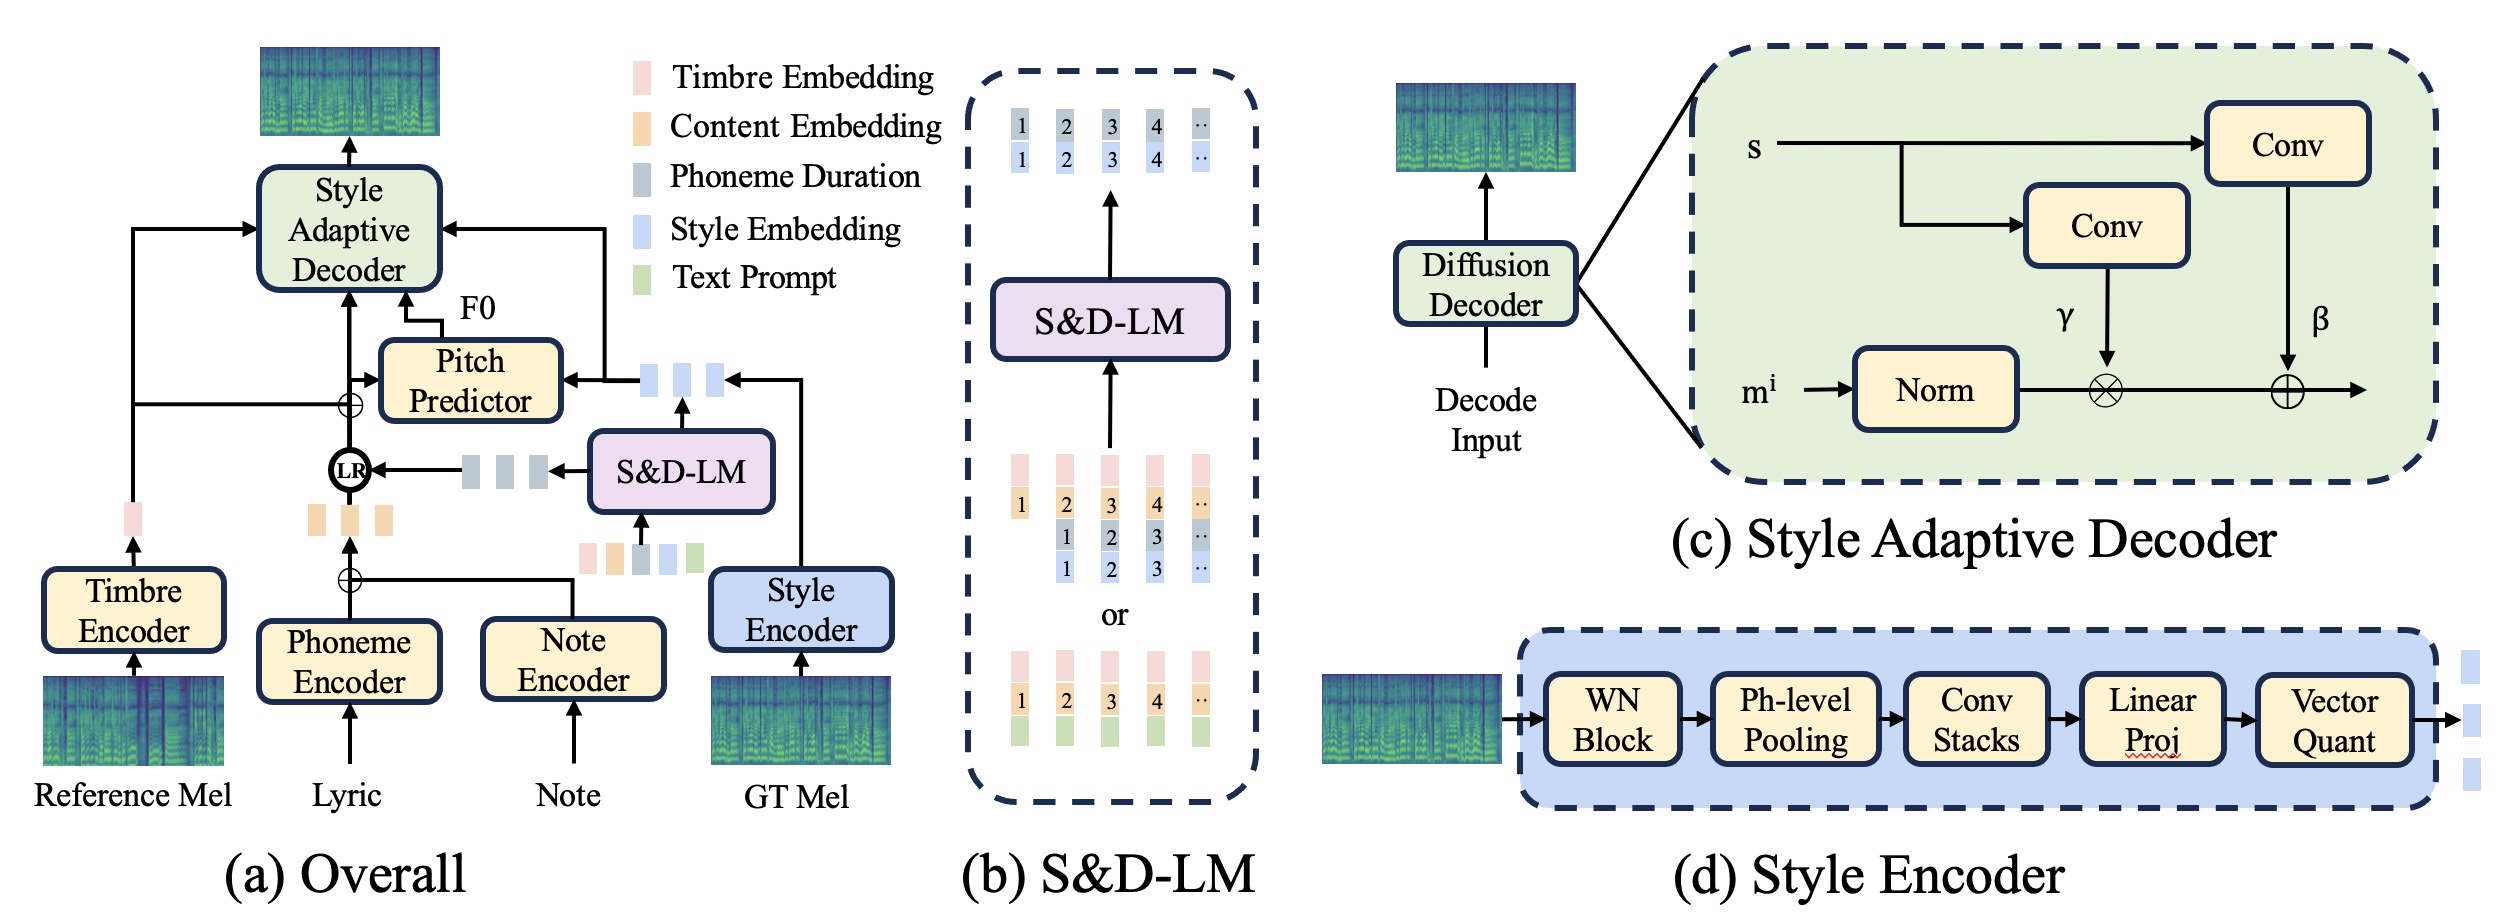 Timbre Embedding
Content Embedding
Phoneme Duration
Style Embedding
Text Prompt
Style
Adaptive
Decoder
F0
Pitch
Predictor
LR
S&D-LM
Timbre
Encoder
Phoneme
Encoder
Note
Encoder
Style
Encoder
Reference Mel
Lyric
Note
GT Mel
(a) Overall
1 2 3 4 ..
1 2 3 4 ..
S&D-LM
1 2 3 4 ..
1 2 3 ..
1 2 3 ..
or
1 2 3 4 ..
(b) S&D-LM
Diffusion
Decoder
Decode
Input
s
Conv
Conv
γ
β
mⁱ
Norm
(c) Style Adaptive Decoder
WN
Block
Ph-level
Pooling
Conv
Stacks
Linear
Proj
Vector
Quant
(d) Style Encoder